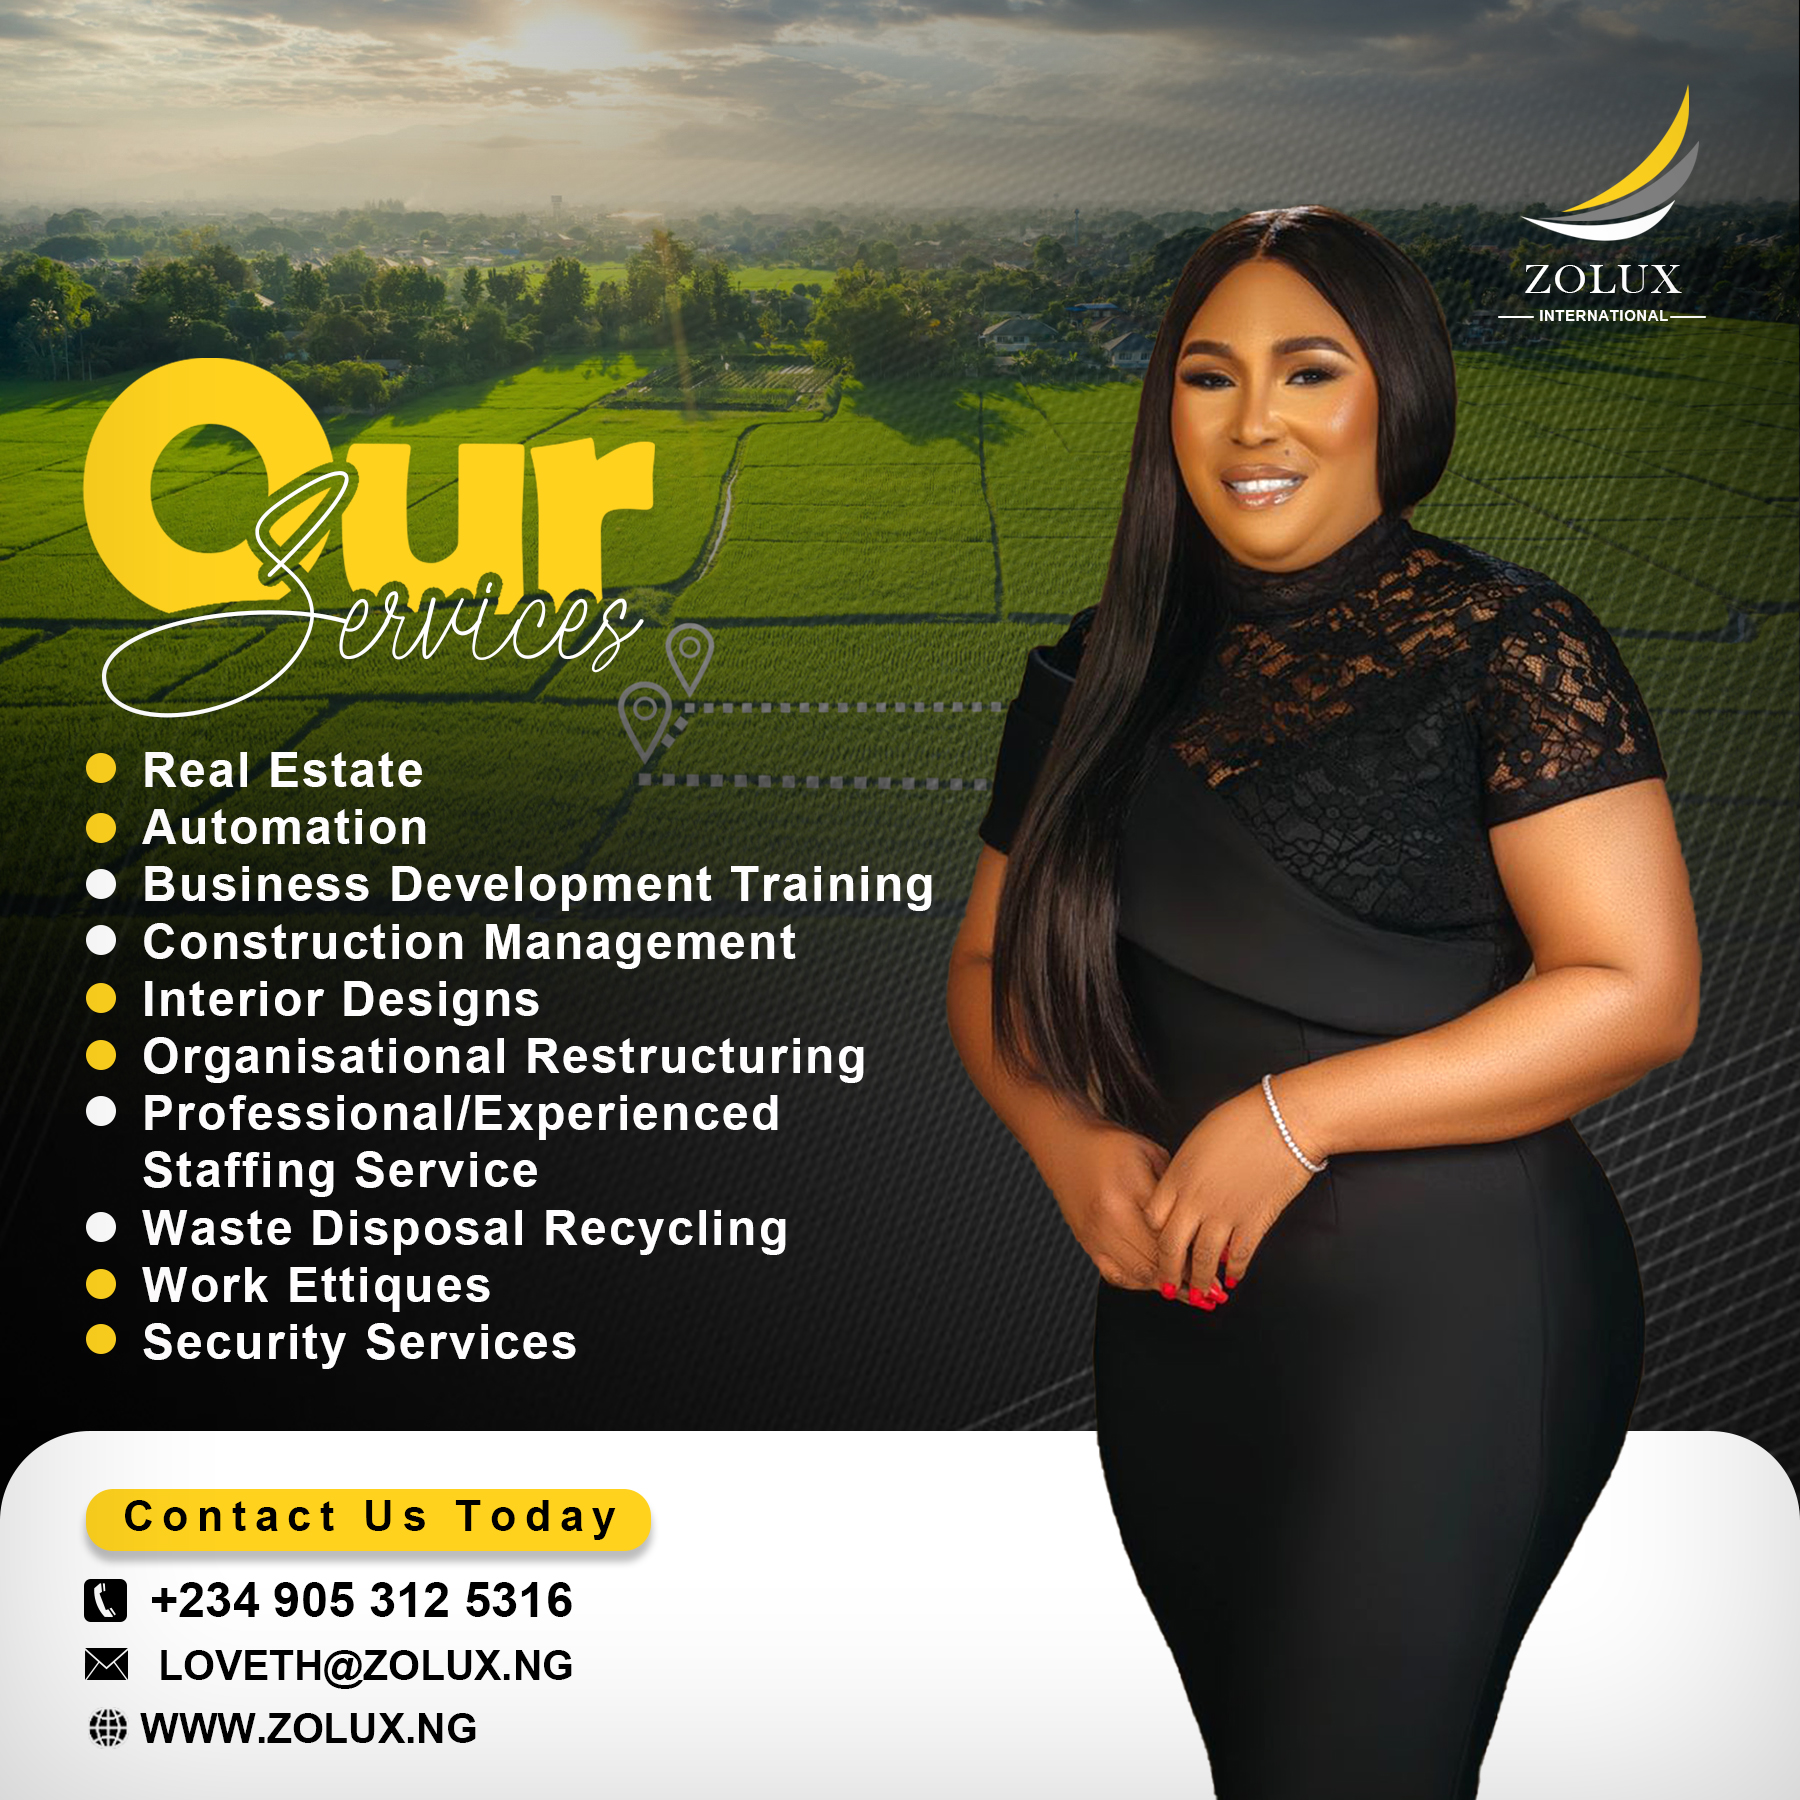 ZOLUX
INTERNATIONAL
Our
Services
Real Estate
Automation
Business Development Training
Construction Management
Interior Designs
Organisational Restructuring
Professional/Experienced
Staffing Service
Waste Disposal Recycling
Work Ettiques
Security Services
Contact Us Today
+234 905 312 5316
LOVETH@ZOLUX.NG
WWW.ZOLUX.NG